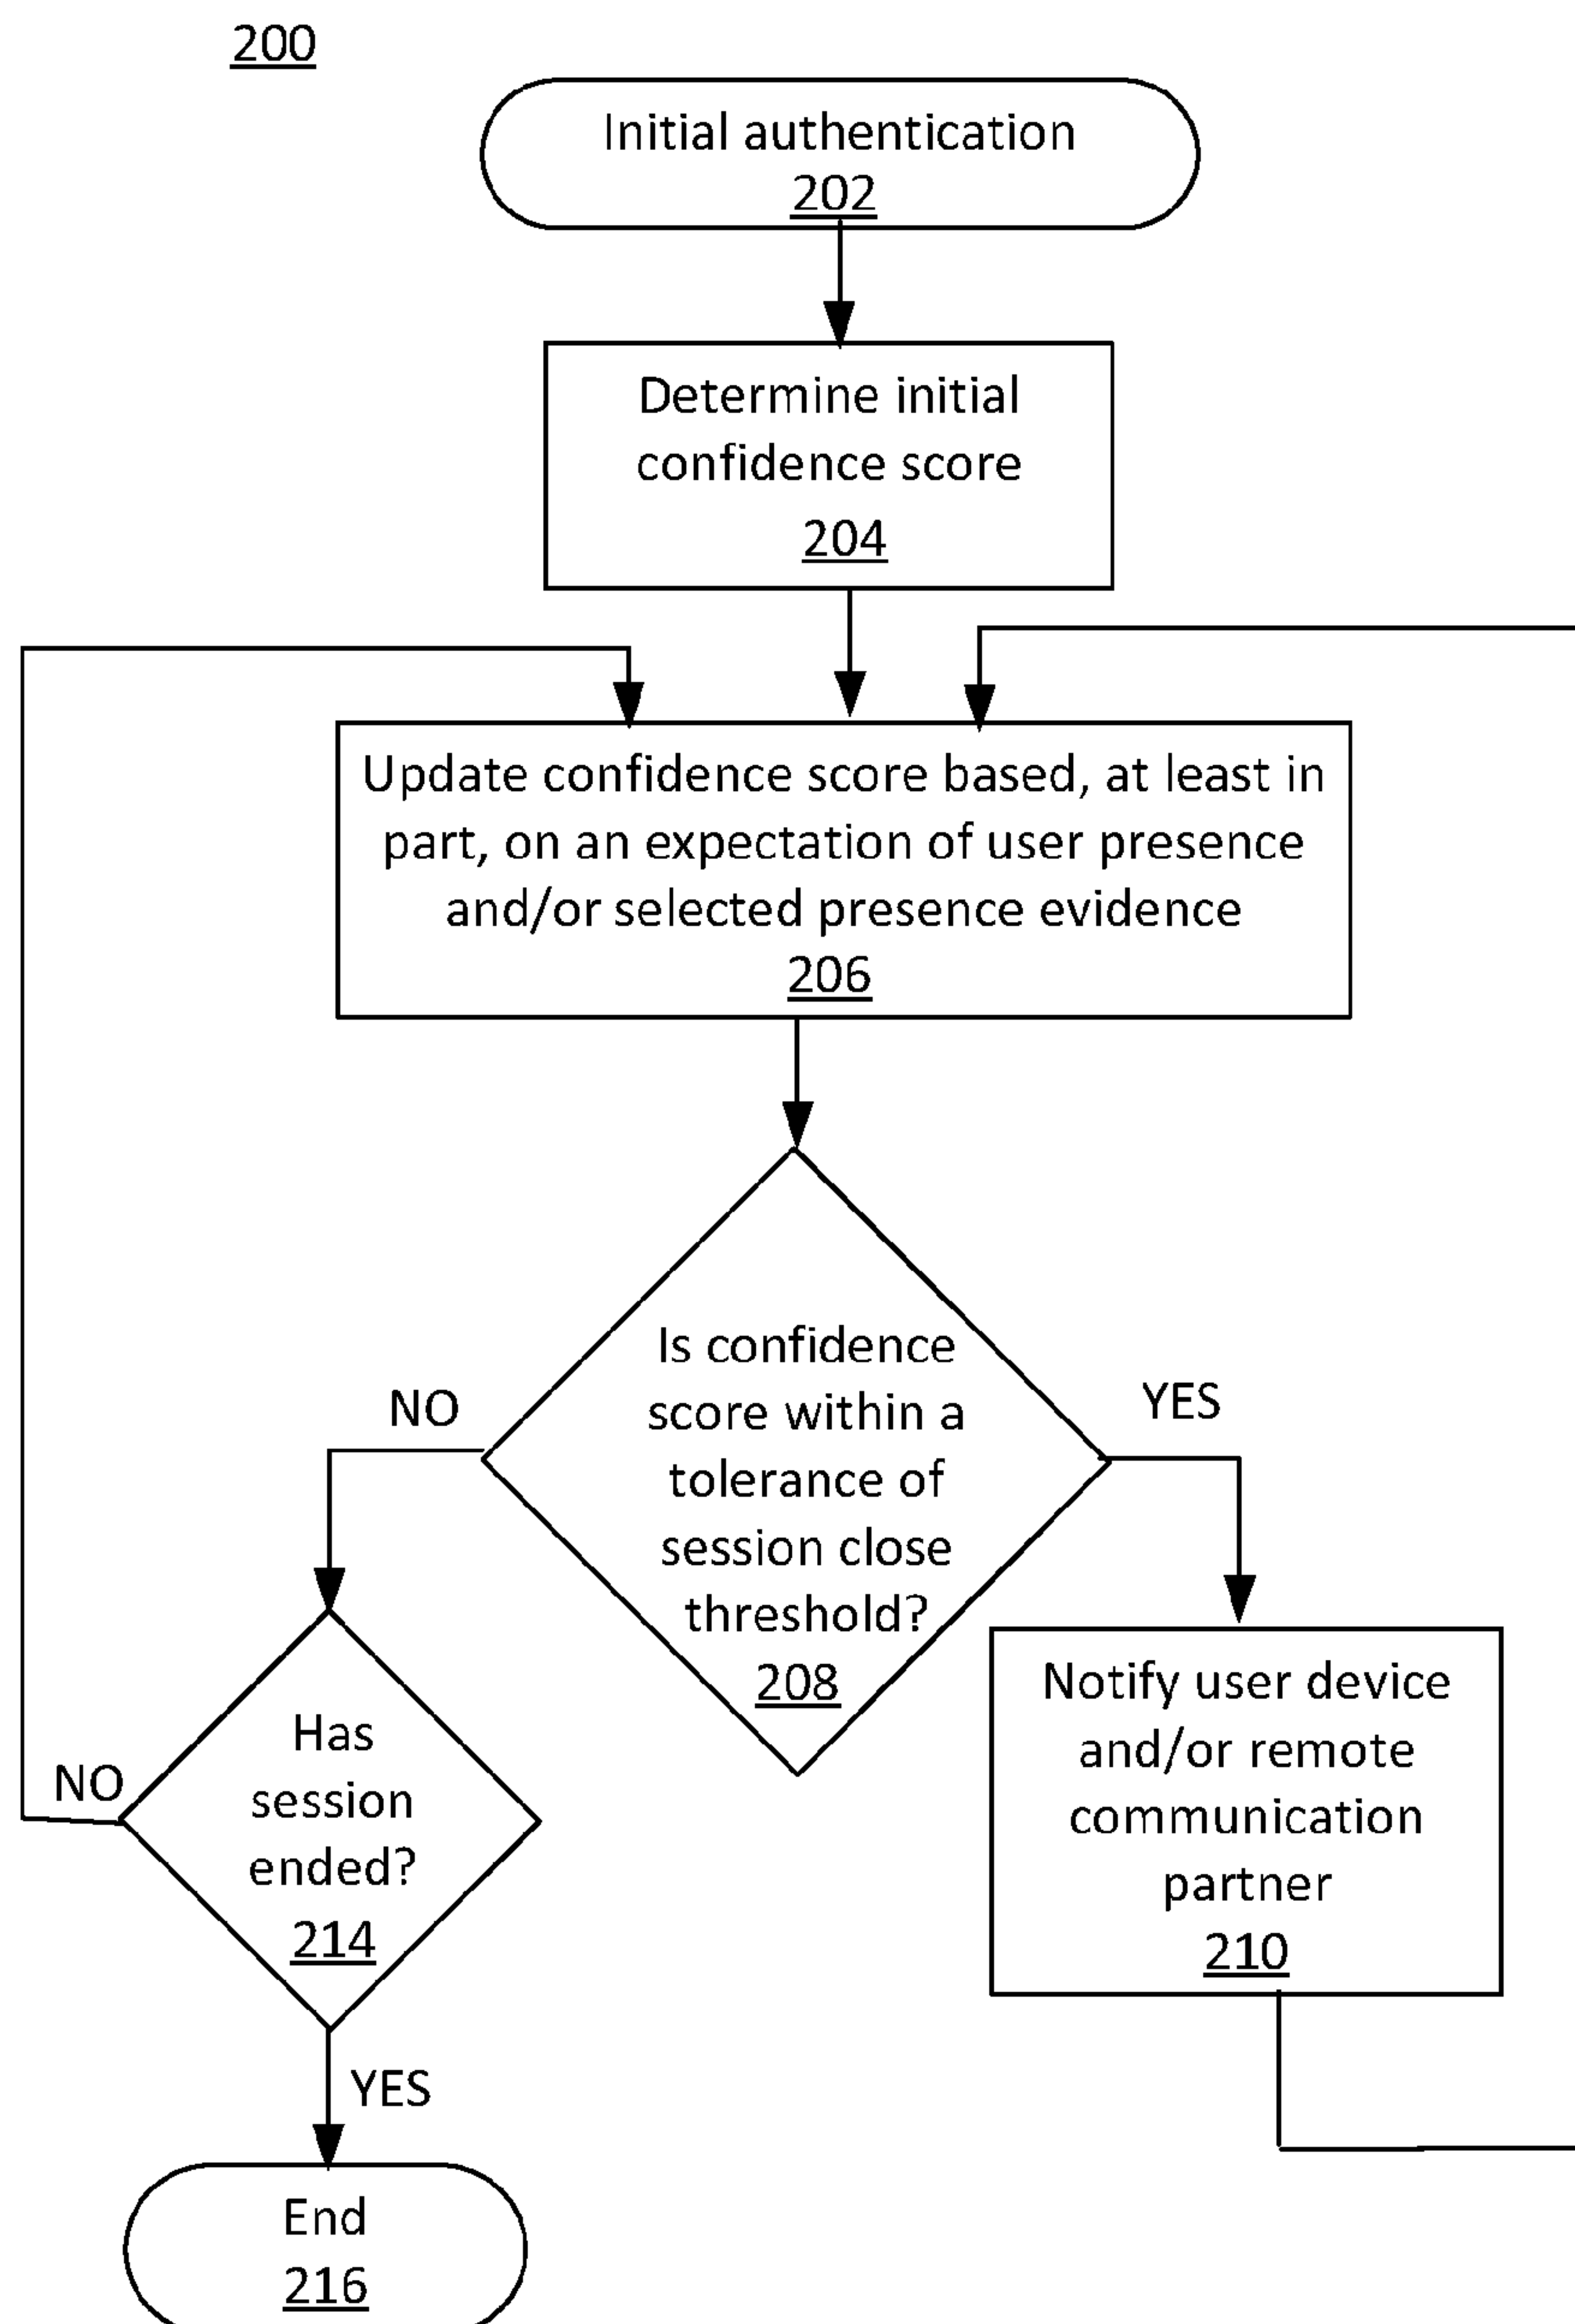 200
Initial authentication
202
Determine initial
confidence score
204
Update confidence score based, at least in
part, on an expectation of user presence
and/or selected presence evidence
206
Is confidence
score within a
tolerance of
session close
threshold?
208
NO
YES
Has
session
ended?
214
NO
YES
Notify user device
and/or remote
communication
partner
210
End
216